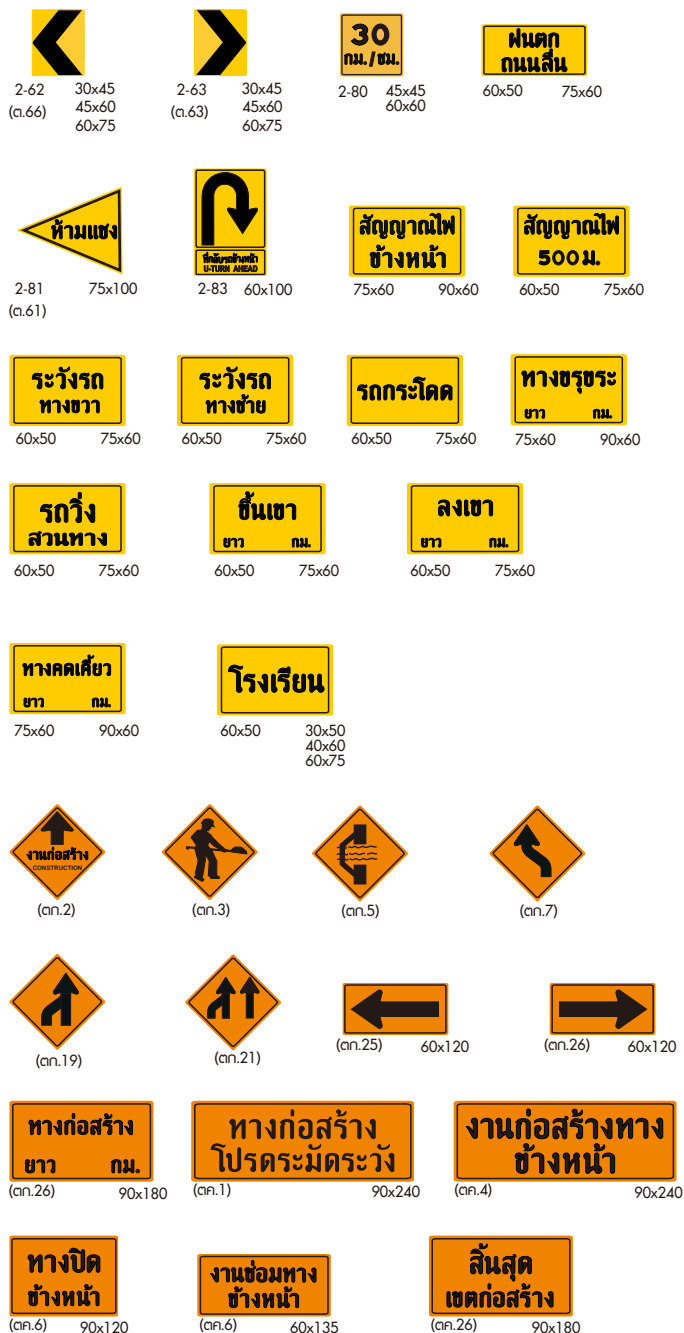 2-62 30x45
(ต.66) 45x60
60x75
2-63 30x45
(ต.63) 45x60
60x75
30
กม./ชม.
2-80 45x45
60x60
ฝนตก
ถนนลื่น
60x50 75x60
ห้ามแซง
2-81 75x100
(ต.61)
ที่กลับรถข้างหน้า
U-TURN AHEAD
2-83 60x100
สัญญาณไฟ
ข้างหน้า
75x60 90x60
สัญญาณไฟ
500 ม.
60x50 75x60
ระวังรถ
ทางขวา
60x50 75x60
ระวังรถ
ทางซ้าย
60x50 75x60
รถกระโดด
60x50 75x60
ทางขรุขระ
ยาว กม.
75x60 90x60
รถวิ่ง
สวนทาง
60x50 75x60
ขึ้นเขา
ยาว กม.
60x50 75x60
ลงเขา
ยาว กม.
60x50 75x60
ทางคดเคี้ยว
ยาว กม.
75x60 90x60
โรงเรียน
60x50 30x50
40x60
60x75
งานก่อสร้าง
CONSTRUCTION
(ตก.2)
(ตก.3)
(ตก.5)
(ตก.7)
(ตก.19)
(ตก.21)
(ตก.25) 60x120
(ตก.26) 60x120
ทางก่อสร้าง
ยาว กม.
(ตก.26) 90x180
ทางก่อสร้าง
โปรดระมัดระวัง
(ตค.1) 90x240
งานก่อสร้างทาง
ข้างหน้า
(ตค.4) 90x240
ทางปิด
ข้างหน้า
(ตค.6) 90x120
งานซ่อมทาง
ข้างหน้า
(ตค.6) 60x135
สิ้นสุด
เขตก่อสร้าง
(ตค.26) 90x180